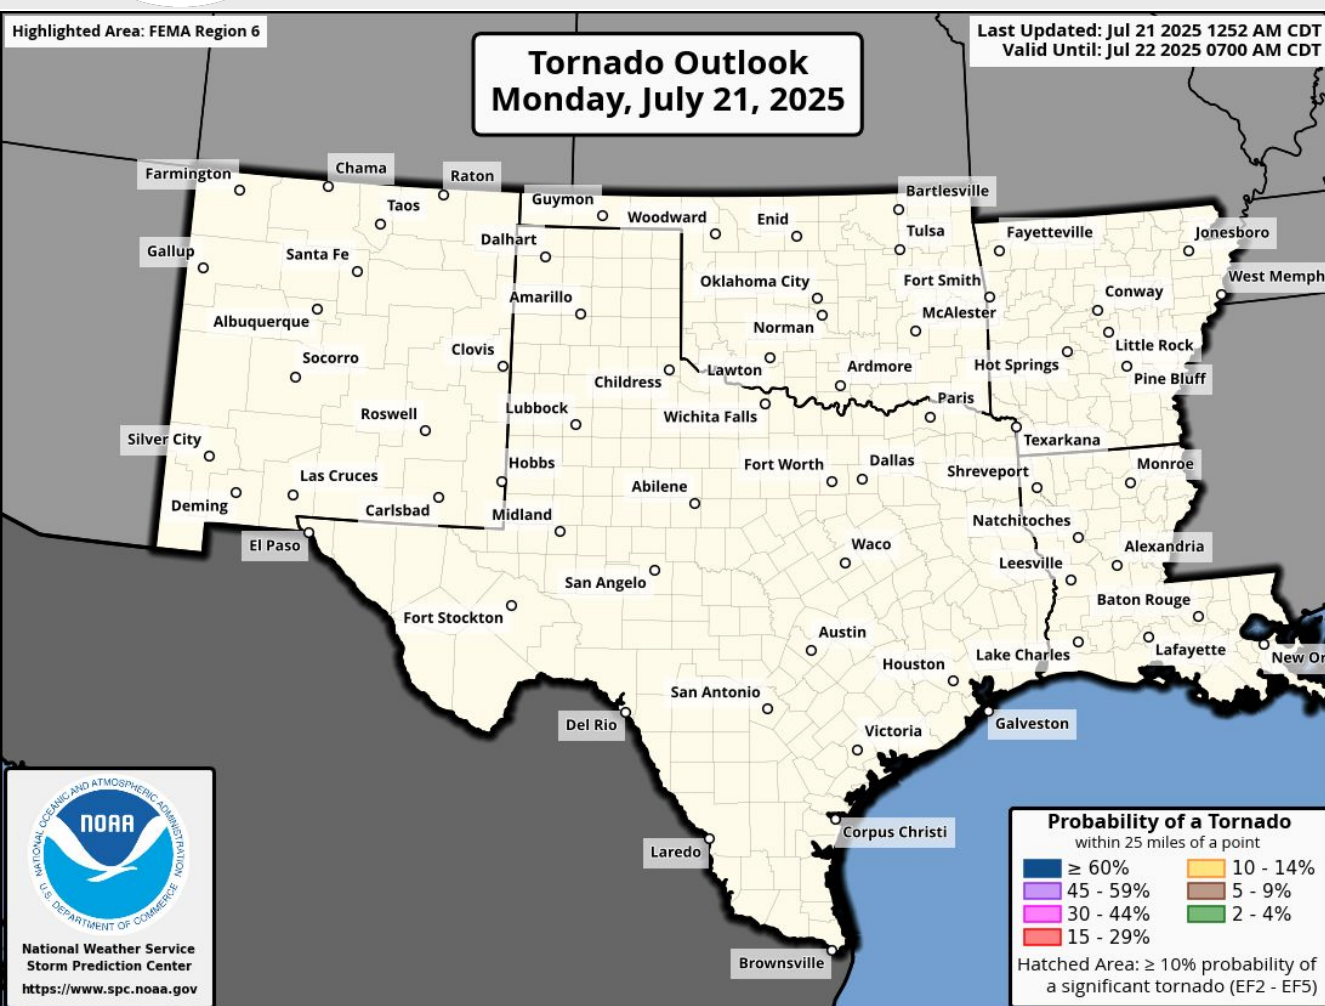 Highlighted Area: FEMA Region 6
Last Updated: Jul 21 2025 1252 AM CDT
Valid Until: Jul 22 2025 0700 AM CDT
Tornado Outlook
Monday, July 21, 2025
Farmington
Chama
Raton
Taos
Guymon
Woodward
Enid
Bartlesville
Tulsa
Fayetteville
Jonesboro
Gallup
Santa Fe
Dalhart
Oklahoma City
Fort Smith
West Memph
Amarillo
Conway
Albuquerque
Norman
McAlester
Little Rock
Socorro
Clovis
Childress
Lawton
Ardmore
Hot Springs
Pine Bluff
Roswell
Lubbock
Wichita Falls
Paris
Silver City
Texarkana
Las Cruces
Hobbs
Abilene
Fort Worth
Dallas
Shreveport
Monroe
Deming
Carlsbad
Midland
Natchitoches
El Paso
Waco
Alexandria
San Angelo
Leesville
Fort Stockton
Baton Rouge
Austin
Houston
Lake Charles
Lafayette
New Or
San Antonio
Del Rio
Victoria
Galveston
Corpus Christi
Laredo
Brownsville
NATIONAL OCEANIC AND ATMOSPHERIC ADMINISTRATION
NOAA
U.S. DEPARTMENT OF COMMERCE
National Weather Service
Storm Prediction Center
https://www.spc.noaa.gov
Probability of a Tornado
within 25 miles of a point
≥ 60%
10 - 14%
45 - 59%
5 - 9%
30 - 44%
2 - 4%
15 - 29%
Hatched Area: ≥ 10% probability of
a significant tornado (EF2 - EF5)